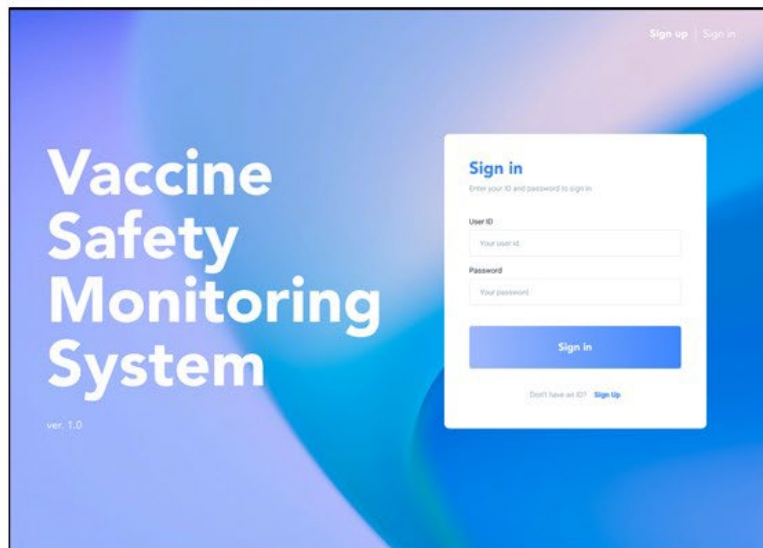 Sign up | Sign in
Vaccine
Safety
Monitoring
System
ver. 1.0
Sign in
Enter your ID and password to sign in
User ID
Your user id
Password
Your password
Sign in
Don't have an ID? Sign Up